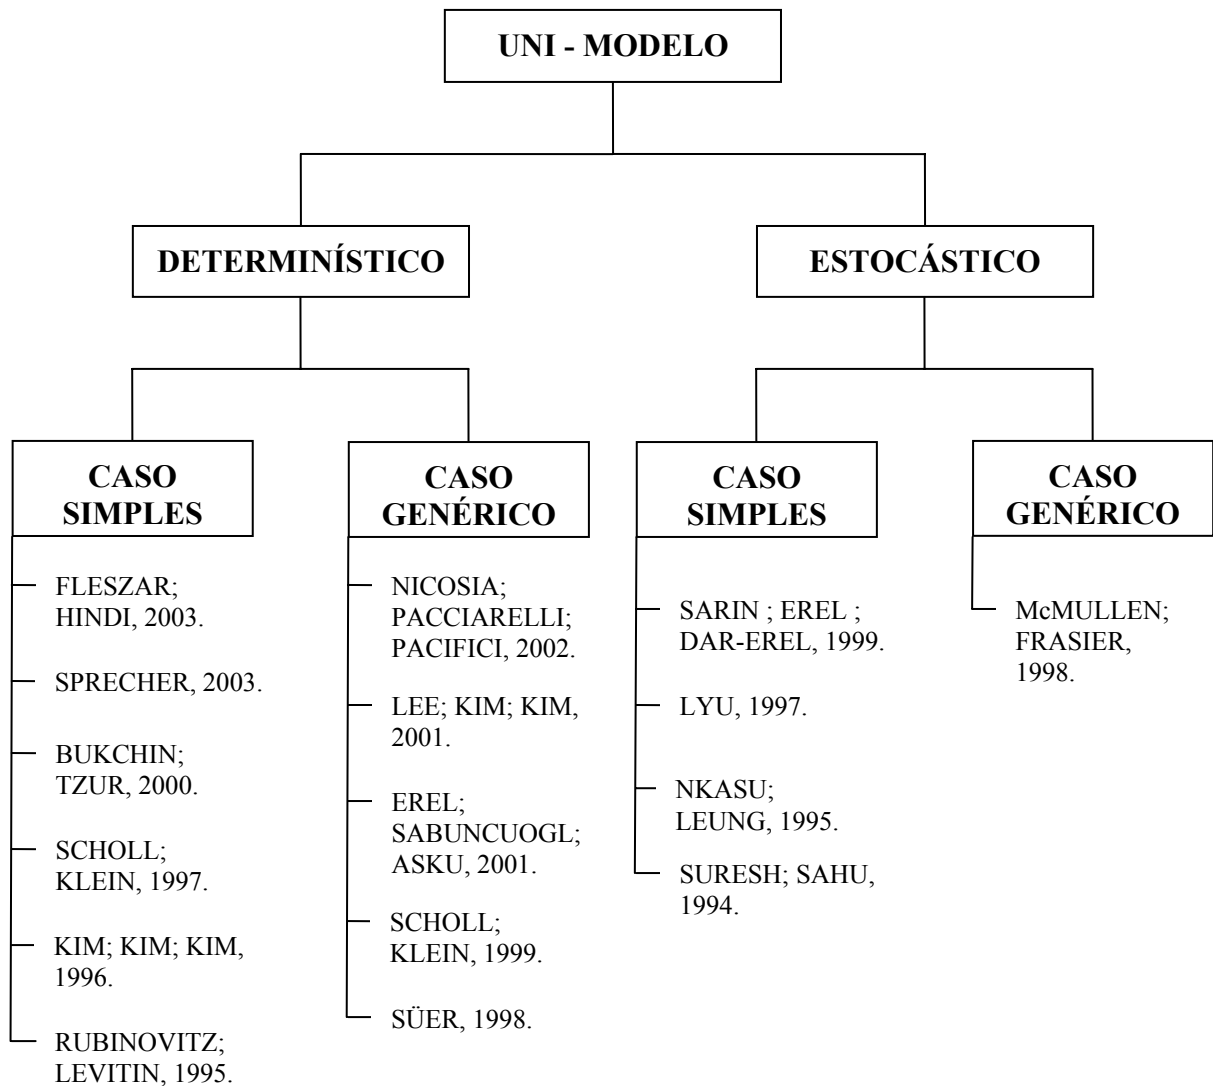 UNI - MODELO
DETERMINÍSTICO
ESTOCÁSTICO
CASO
SIMPLES
CASO
GENÉRICO
CASO
SIMPLES
CASO
GENÉRICO
FLESZAR;
HINDI, 2003.
SPRECHER, 2003.
BUKCHIN;
TZUR, 2000.
SCHOLL;
KLEIN, 1997.
KIM; KIM; KIM,
1996.
RUBINOVITZ;
LEVITIN, 1995.
NICOSIA;
PACCIARELLI;
PACIFICI, 2002.
LEE; KIM; KIM,
2001.
EREL;
SABUNCUOGL;
ASKU, 2001.
SCHOLL;
KLEIN, 1999.
SÜER, 1998.
SARIN ; EREL ;
DAR-EREL, 1999.
LYU, 1997.
NKASU;
LEUNG, 1995.
SURESH; SAHU,
1994.
McMULLEN;
FRASIER,
1998.